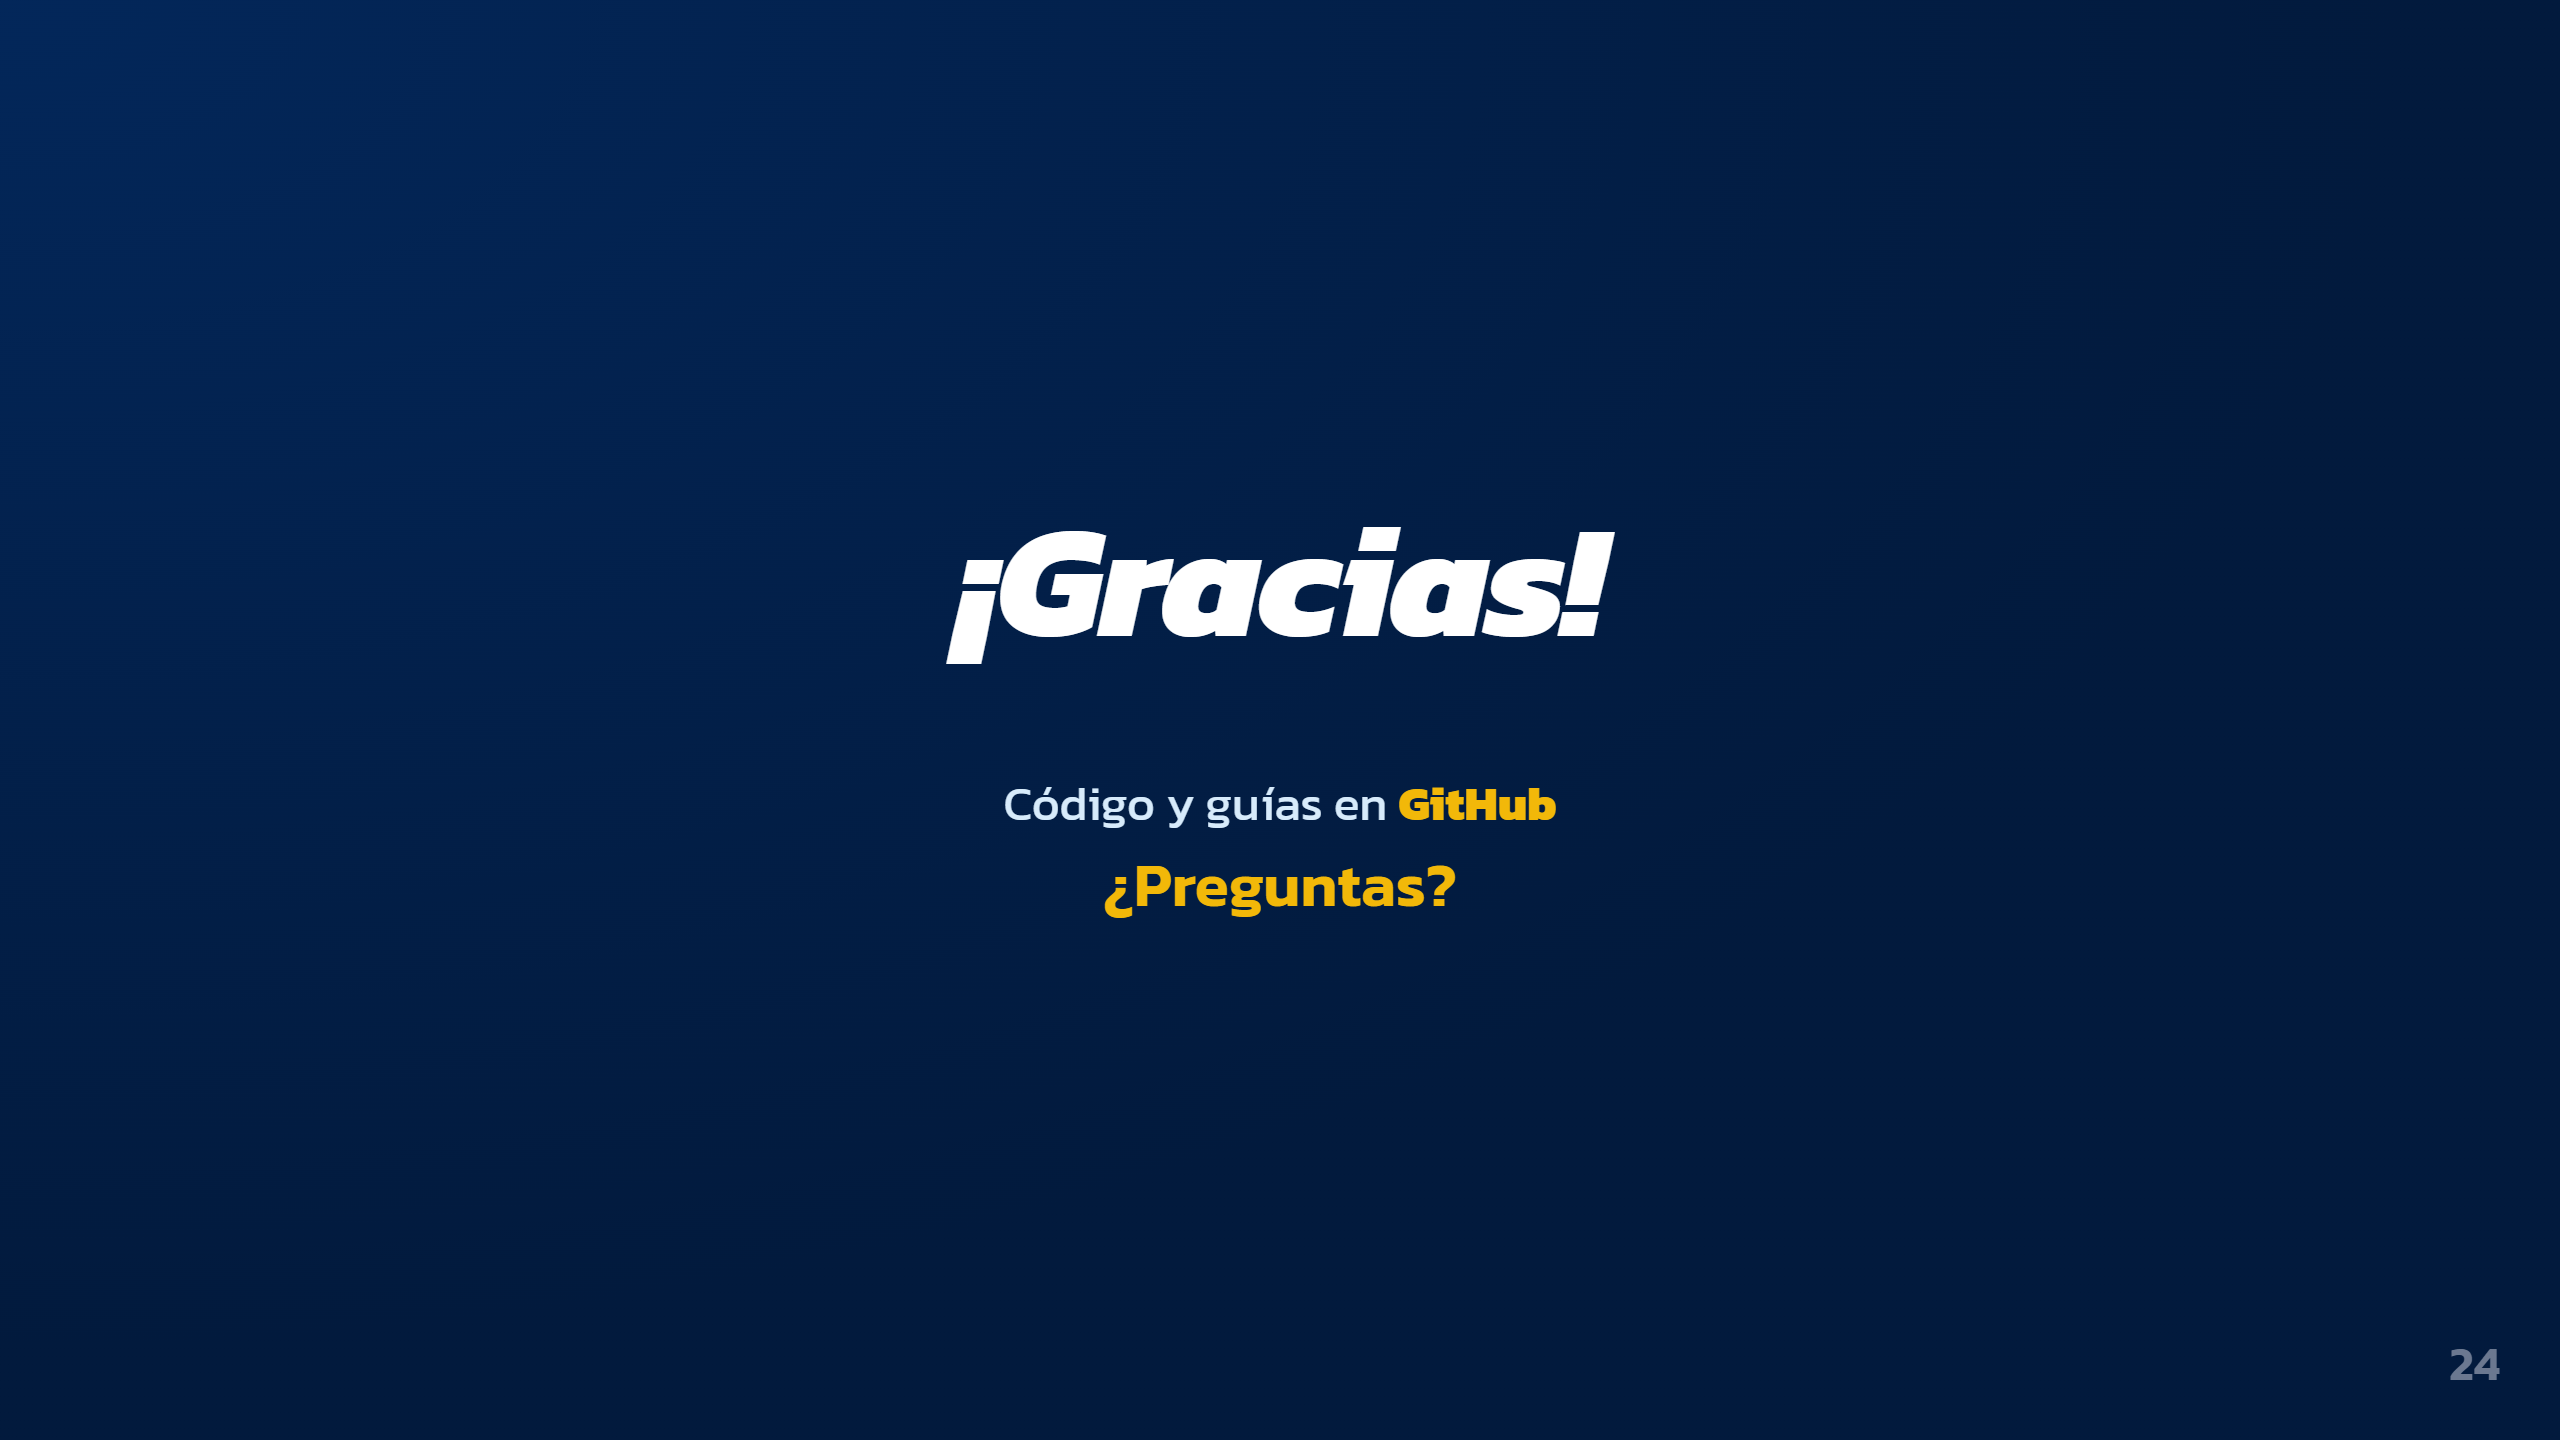 ¡Gracias!
Código y guías en GitHub
¿Preguntas?
24